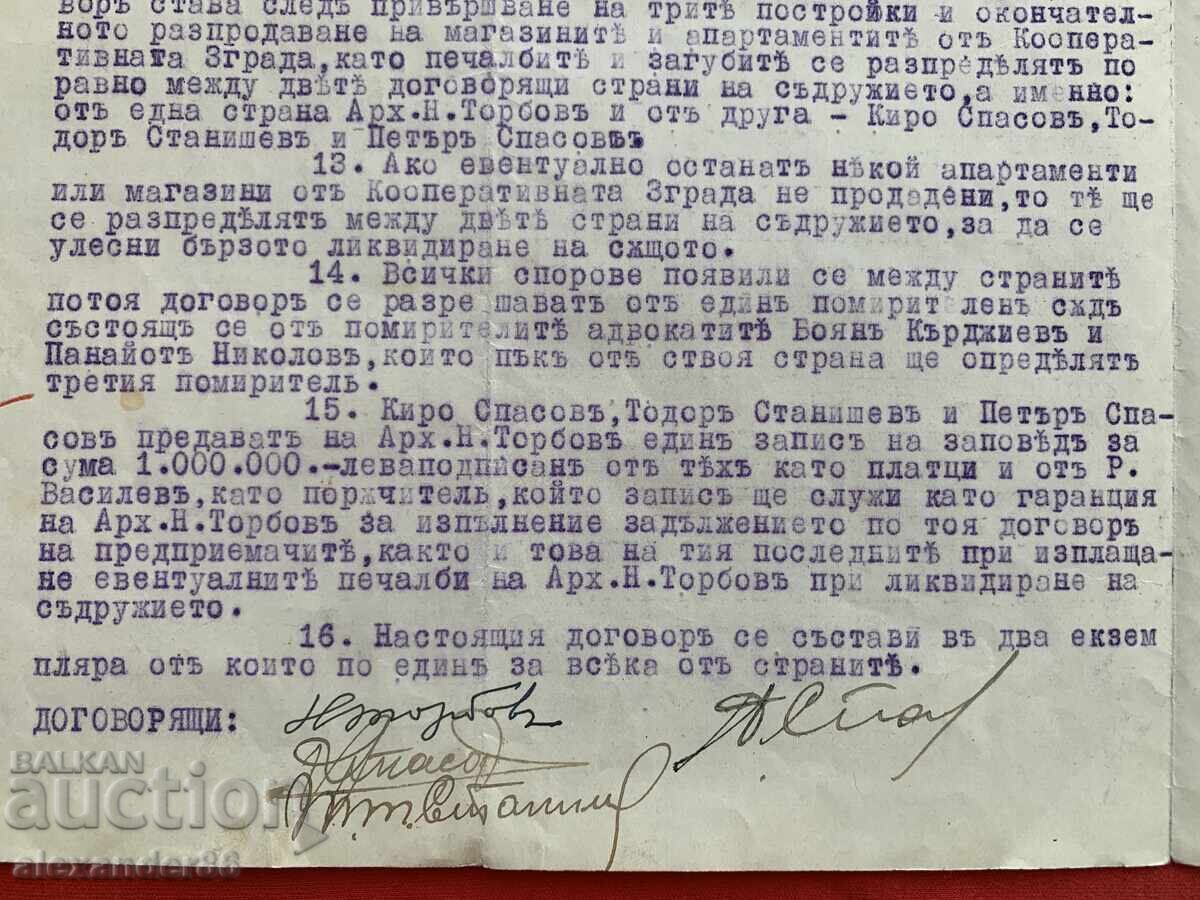 воръ става следъ привършване на тритѣ постройки и окончател-
ното разпродаване на магазинитѣ и апартаментитѣ отъ Коопера-
тивната Зграда,като печалбитѣ и загубитѣ се разпредѣлятъ по
равно между двѣтѣ договорящи страни на съдружието,а именно:
отъ една страна Арх.Н.Торбовъ и отъ друга - Киро Спасовъ,То-
доръ Станишевъ и Петъръ Спасовъ.
13. Ако евентуално останатъ нѣкой апартаменти
или магазини отъ Кооперативната Зграда не продадени,то тѣ ще
се разпредѣлятъ между двѣтѣ страни на съдружието,за да се
улесни бързото ликвидиране на сѫщото.
14. Всички спорове появили се между странитѣ
потоя договоръ се разре шаватъ отъ единъ помирителенъ сѫдъ
състоящъ се отъ помирителитѣ адвокатитѣ Боянъ Кърджиевъ и
Панайотъ Николовъ,които пъкъ отъ ствоя страна ще опредѣлятъ
третия помиритель.
15. Киро Спасовъ,Тодоръ Станишевъ и Петъръ Спа-
совъ предаватъ на Арх.Н.Торбовъ единъ записъ на заповѣдъ за
сума 1.000.000.-леваподписанъ отъ тѣхъ като платци и отъ Р.
Василевъ,като порѫчитель,който записъ ще служи като гаранция
на Арх.Н.Торбовъ за изпълнение задължението по тоя договоръ
на предприемачитѣ,както и това на тия последнитѣ при изплаща-
не евентуалнитѣ печалби на Арх.Н.Торбовъ при ликвидиране на
съдружието.
16. Настоящия договоръ се състави въ два екзем
пляра отъ които по единъ за всѣка отъ странитѣ.
ДОГОВОРЯЩИ: НТорбовъ
BALKAN
auction
alexander86